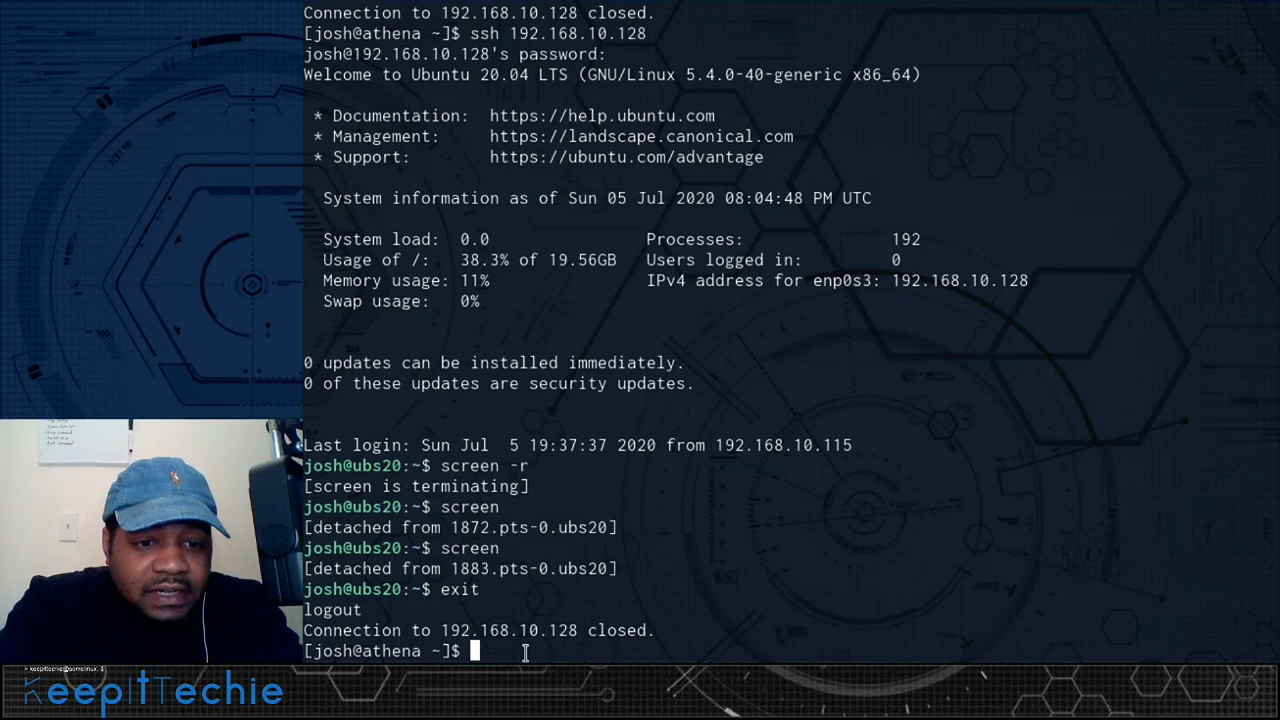 Connection to 192.168.10.128 closed.
[josh@athena ~]$ ssh 192.168.10.128
josh@192.168.10.128's password:
Welcome to Ubuntu 20.04 LTS (GNU/Linux 5.4.0-40-generic x86_64)
* Documentation: https://help.ubuntu.com
* Management: https://landscape.canonical.com
* Support: https://ubuntu.com/advantage
System information as of Sun 05 Jul 2020 08:04:48 PM UTC
System load: 0.0 Processes: 192
Usage of /: 38.3% of 19.56GB Users logged in: 0
Memory usage: 11% IPv4 address for enp0s3: 192.168.10.128
Swap usage: 0%
0 updates can be installed immediately.
0 of these updates are security updates.
Last login: Sun Jul 5 19:37:37 2020 from 192.168.10.115
josh@ubs20:~$ screen -r
[screen is terminating]
josh@ubs20:~$ screen
[detached from 1872.pts-0.ubs20]
josh@ubs20:~$ screen
[detached from 1883.pts-0.ubs20]
josh@ubs20:~$ exit
logout
Connection to 192.168.10.128 closed.
[josh@athena ~]$
KeepItTechie